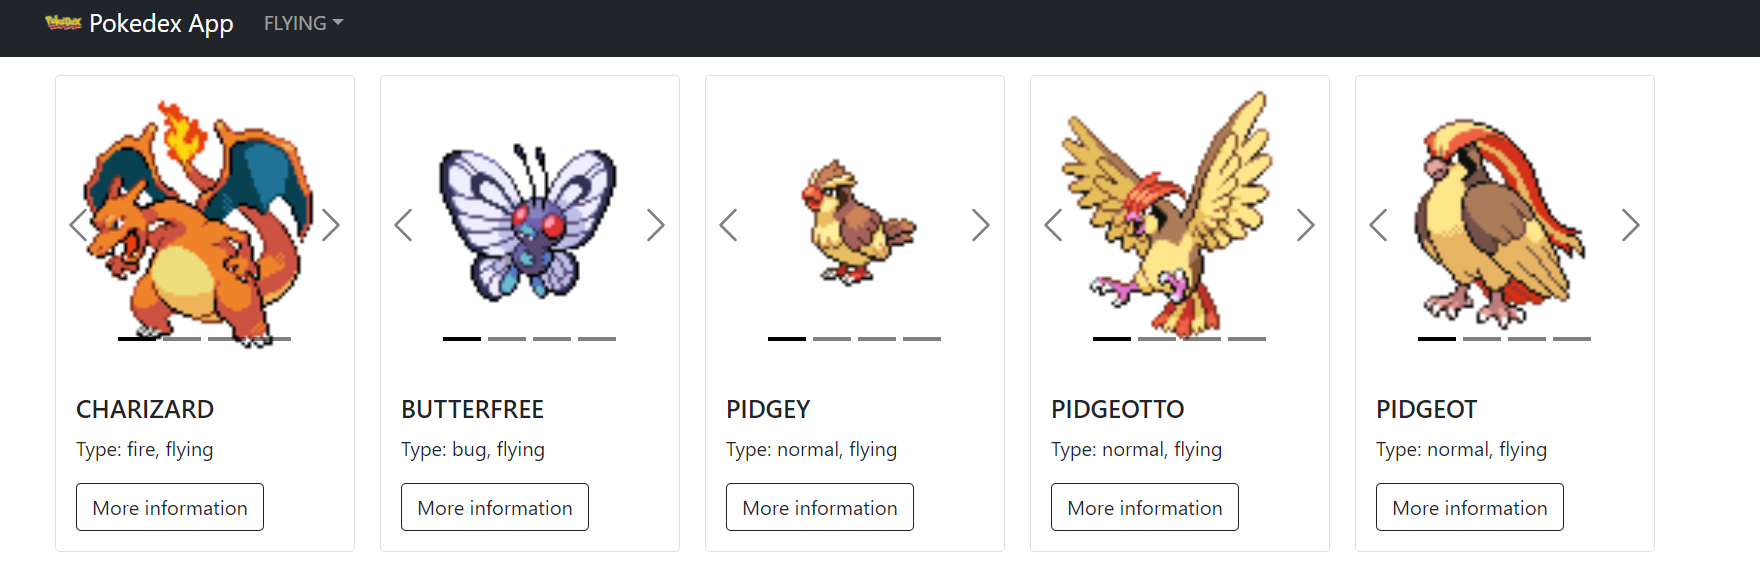 PokeDex Pokedex App FLYING
CHARIZARD
Type: fire, flying
More information
BUTTERFREE
Type: bug, flying
More information
PIDGEY
Type: normal, flying
More information
PIDGEOTTO
Type: normal, flying
More information
PIDGEOT
Type: normal, flying
More information